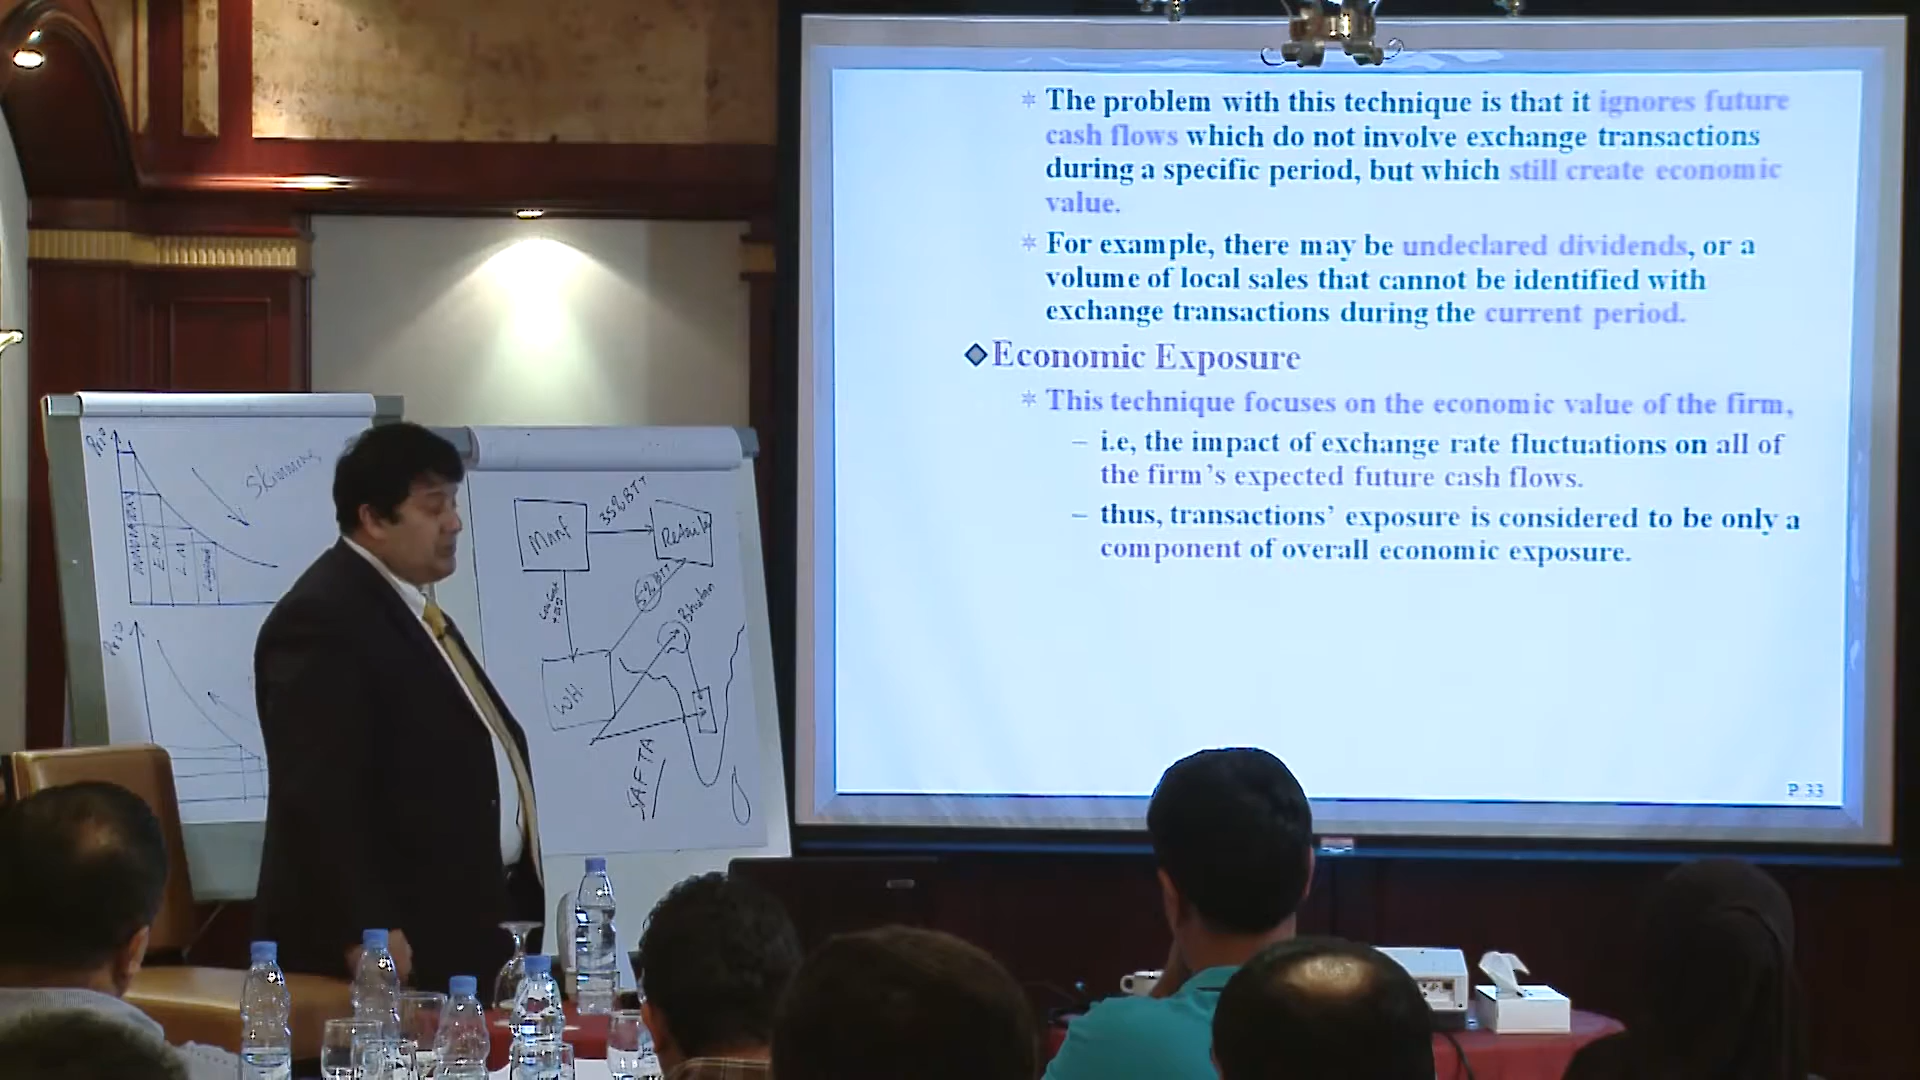 ✳ The problem with this technique is that it ignores future
cash flows which do not involve exchange transactions
during a specific period, but which still create economic
value.
✳ For example, there may be undeclared dividends, or a
volume of local sales that cannot be identified with
exchange transactions during the current period.
◆Economic Exposure
✳ This technique focuses on the economic value of the firm,
– i.e, the impact of exchange rate fluctuations on all of
the firm's expected future cash flows.
– thus, transactions' exposure is considered to be only a
component of overall economic exposure.
P.33
Skimming
E.M
L.M
Manf
35% BTT
5% BTT
Bhutan
WH.
SAFTA